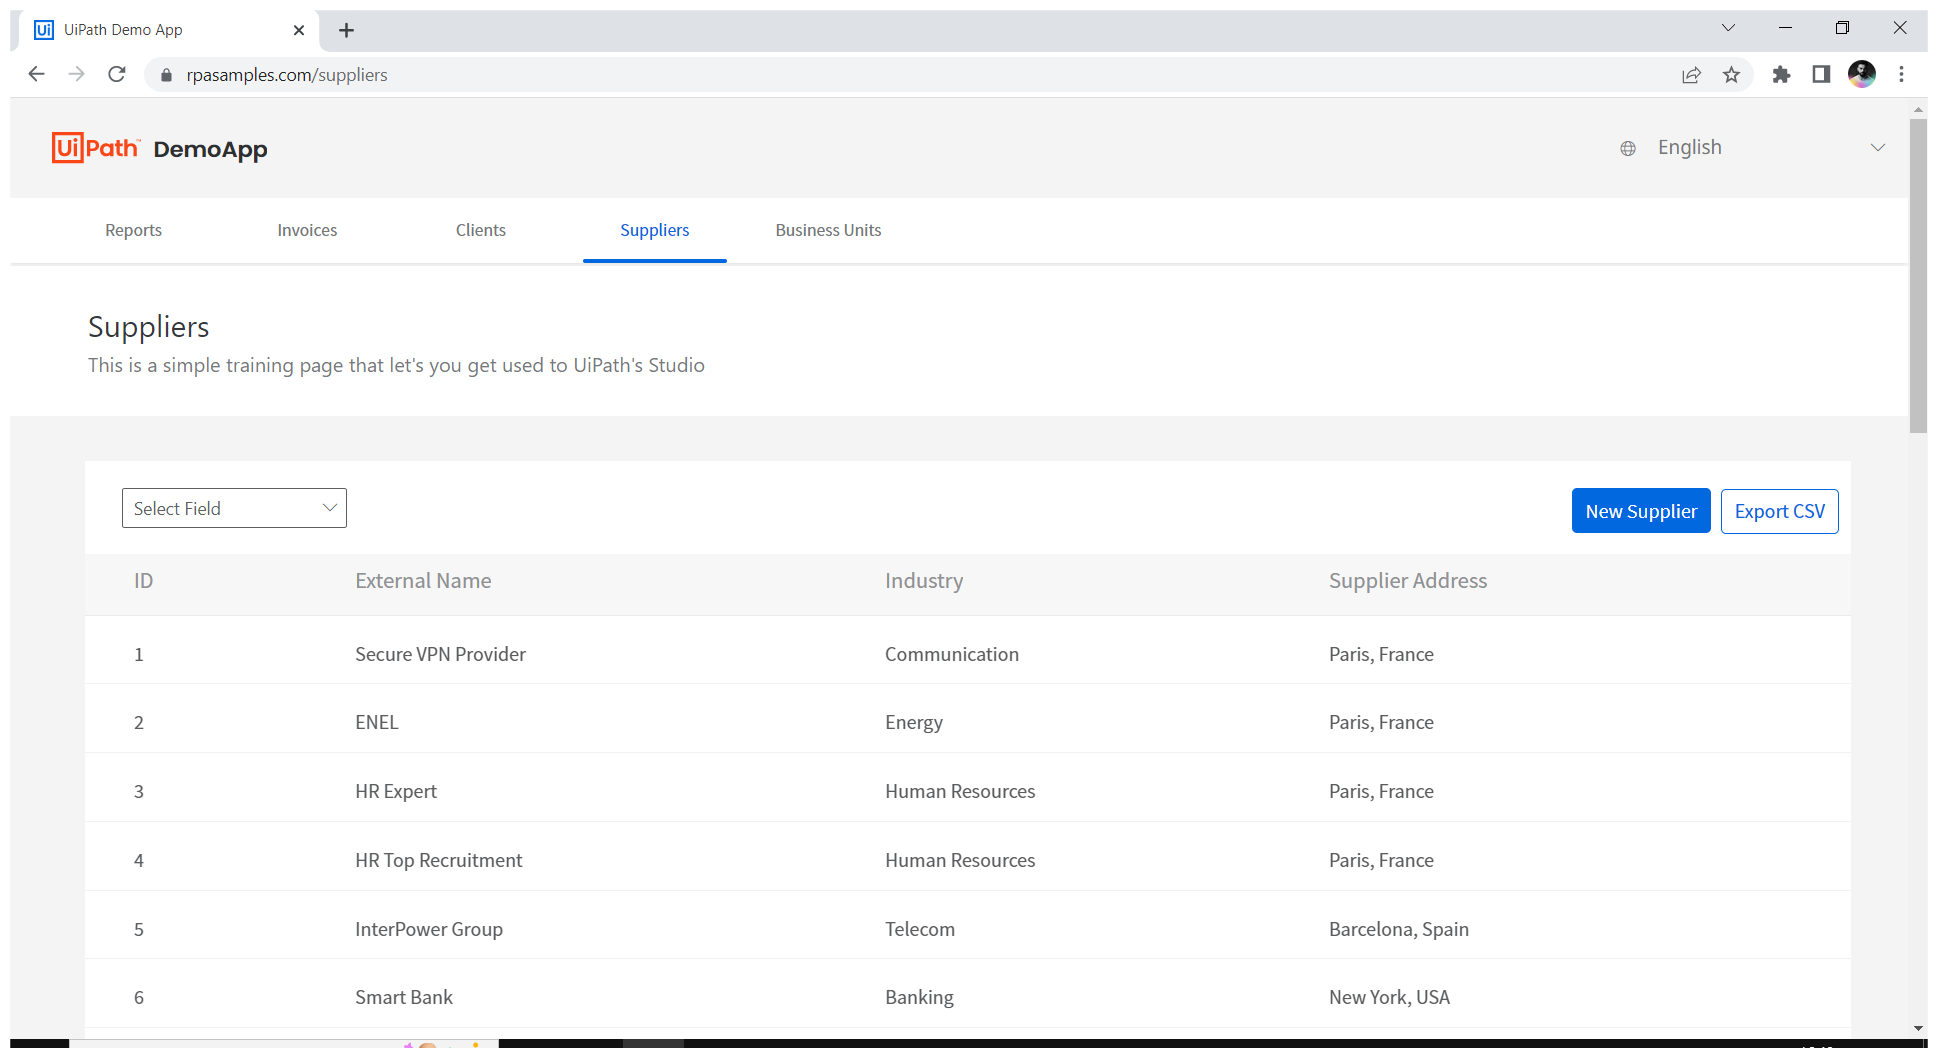 UiPath Demo App
rpasamples.com/suppliers
UiPath™ DemoApp
English
Reports Invoices Clients Suppliers Business Units
Suppliers
This is a simple training page that let's you get used to UiPath's Studio
Select Field New Supplier Export CSV
ID External Name Industry Supplier Address
1 Secure VPN Provider Communication Paris, France
2 ENEL Energy Paris, France
3 HR Expert Human Resources Paris, France
4 HR Top Recruitment Human Resources Paris, France
5 InterPower Group Telecom Barcelona, Spain
6 Smart Bank Banking New York, USA